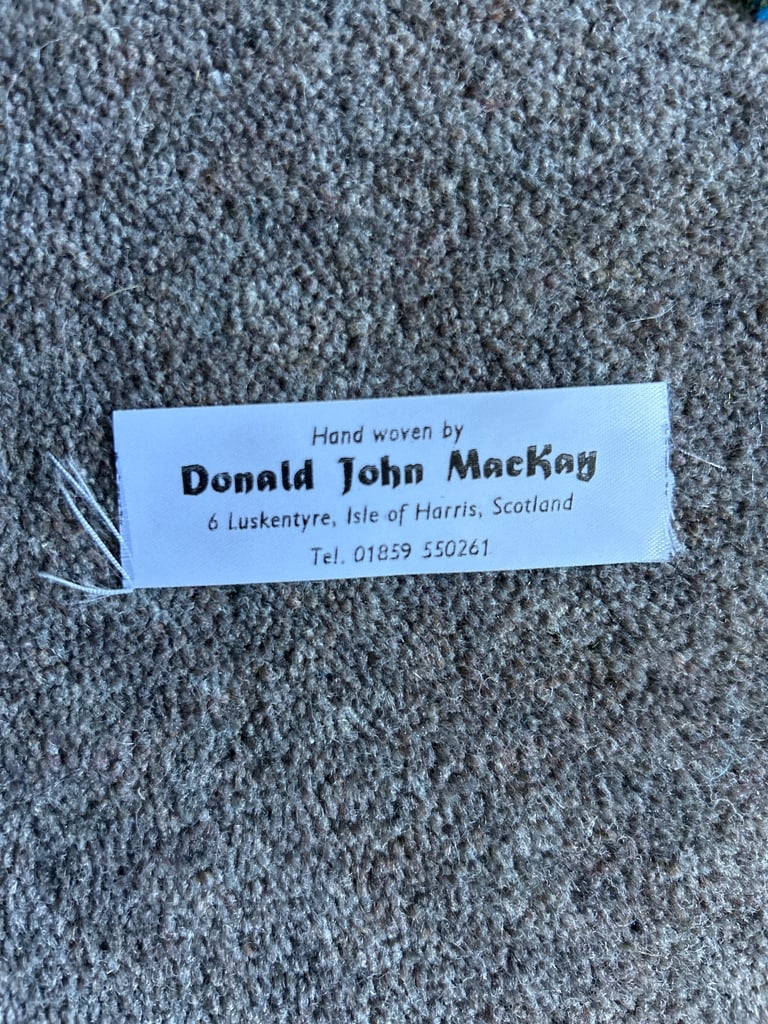 Hand woven by
Donald John MacKay
6 Luskentyre, Isle of Harris, Scotland
Tel. 01859 550261